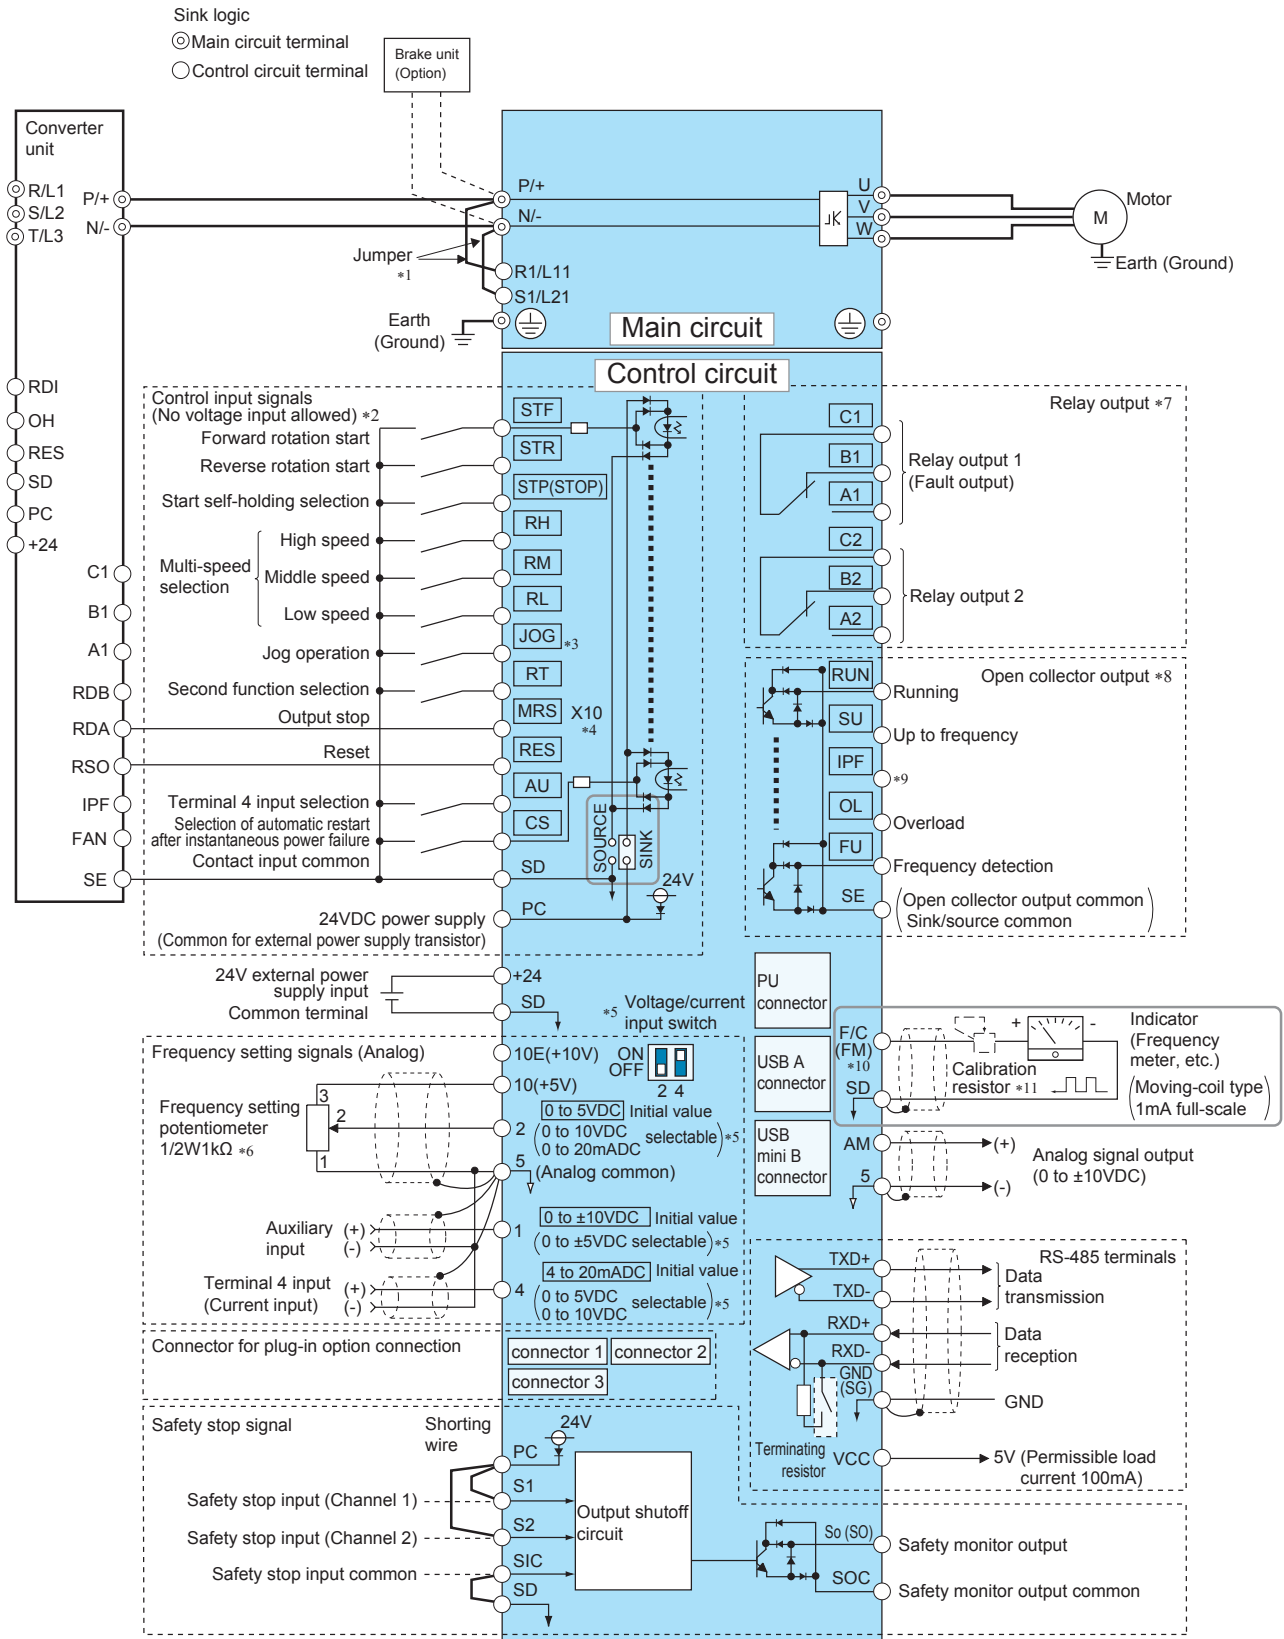 Sink logic
Main circuit terminal
Control circuit terminal
Brake unit
(Option)
Converter
unit
R/L1
S/L2
T/L3
P/+
N/-
P/+
N/-
Jumper
*1
R1/L11
S1/L21
Earth
(Ground)
U
V
W
Motor
M
Earth (Ground)
Main circuit
Control circuit
RDI
OH
RES
SD
PC
+24
C1
B1
A1
RDB
RDA
RSO
IPF
FAN
SE
Control input signals
(No voltage input allowed) *2
Forward rotation start
STF
Reverse rotation start
STR
Start self-holding selection
STP(STOP)
Multi-speed
selection
High speed
RH
Middle speed
RM
Low speed
RL
Jog operation
JOG *3
Second function selection
RT
Output stop
MRS X10
*4
Reset
RES
Terminal 4 input selection
AU
Selection of automatic restart
after instantaneous power failure
CS
Contact input common
SD
SOURCE
SINK
24V
24VDC power supply
(Common for external power supply transistor)
PC
Relay output *7
C1
B1
A1
Relay output 1
(Fault output)
C2
B2
A2
Relay output 2
Open collector output *8
RUN
Running
SU
Up to frequency
IPF
*9
OL
Overload
FU
Frequency detection
SE
(Open collector output common
Sink/source common)
24V external power
supply input
Common terminal
+24
SD
*5 Voltage/current
input switch
PU
connector
USB A
connector
USB
mini B
connector
F/C
(FM)
*10
SD
+ -
Calibration
resistor *11
Indicator
(Frequency
meter, etc.)
(Moving-coil type
1mA full-scale)
AM
(+)
5
(-)
Analog signal output
(0 to ±10VDC)
Frequency setting signals (Analog)
10E(+10V)
ON
OFF
2 4
10(+5V)
3
2
1
Frequency setting
potentiometer
1/2W1kΩ *6
2
0 to 5VDC Initial value
(0 to 10VDC
0 to 20mADC selectable) *5
5
(Analog common)
Auxiliary
input
(+)
(-)
1
0 to ±10VDC Initial value
(0 to ±5VDC selectable) *5
Terminal 4 input
(Current input)
(+)
(-)
4
4 to 20mADC Initial value
(0 to 5VDC
0 to 10VDC selectable) *5
RS-485 terminals
TXD+
TXD-
Data
transmission
RXD+
RXD-
Data
reception
GND
(SG)
GND
Terminating
resistor
VCC
5V (Permissible load
current 100mA)
Connector for plug-in option connection
connector 1
connector 2
connector 3
Safety stop signal
Shorting
wire
24V
PC
Safety stop input (Channel 1)
S1
Safety stop input (Channel 2)
S2
Safety stop input common
SIC
SD
Output shutoff
circuit
So (SO)
Safety monitor output
SOC
Safety monitor output common